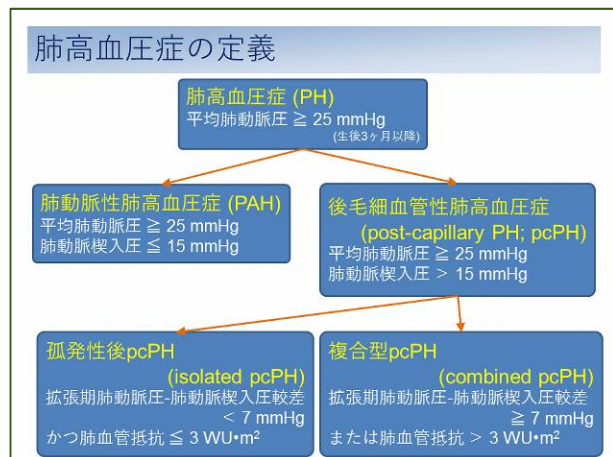 肺高血圧症の定義
肺高血圧症 (PH)
平均肺動脈圧 ≧ 25 mmHg
(生後3ヶ月以降)
肺動脈性肺高血圧症 (PAH)
平均肺動脈圧 ≧ 25 mmHg
肺動脈楔入圧 ≦ 15 mmHg
後毛細血管性肺高血圧症
(post-capillary PH; pcPH)
平均肺動脈圧 ≧ 25 mmHg
肺動脈楔入圧 > 15 mmHg
孤発性後pcPH
(isolated pcPH)
拡張期肺動脈圧-肺動脈楔入圧較差
< 7 mmHg
かつ肺血管抵抗 ≦ 3 WU•m²
複合型pcPH
(combined pcPH)
拡張期肺動脈圧-肺動脈楔入圧較差
≧ 7 mmHg
または肺血管抵抗 > 3 WU•m²